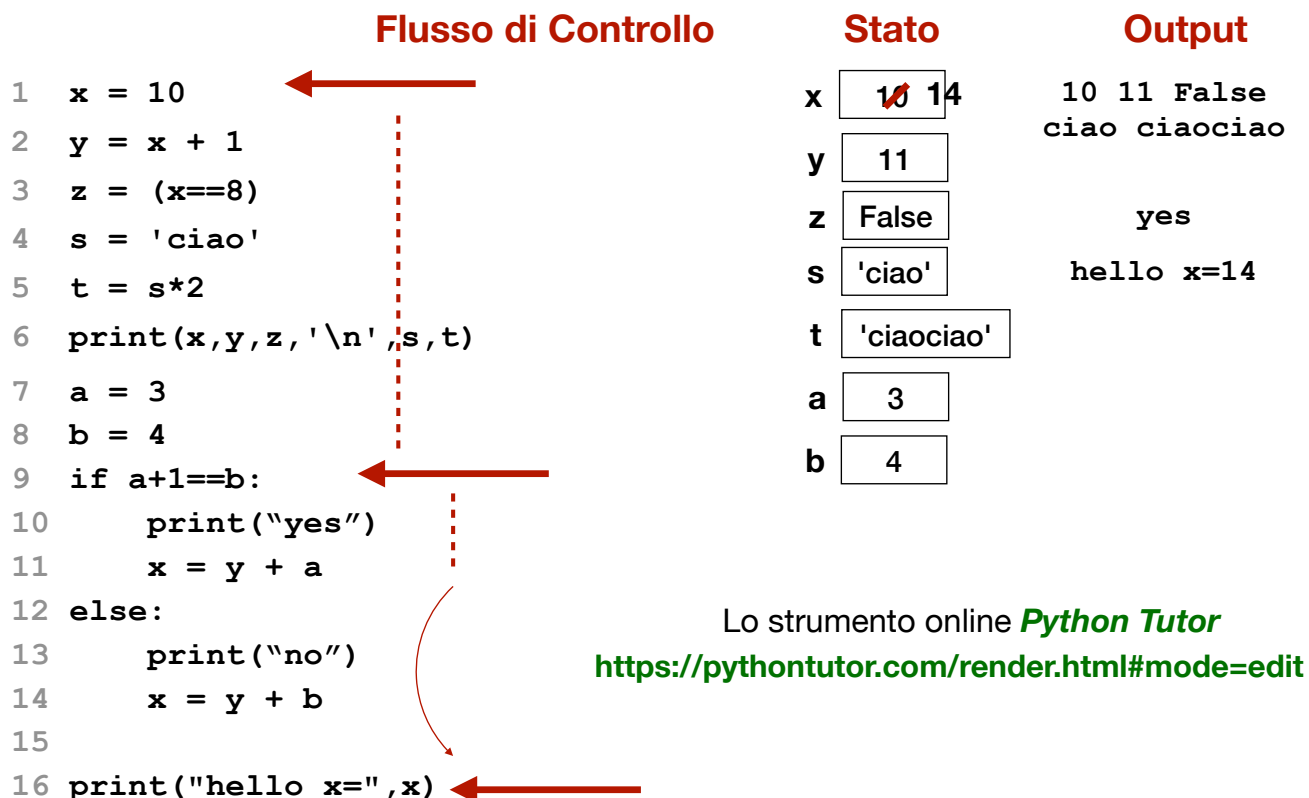 Flusso di Controllo
Stato
Output
1 x = 10
2 y = x + 1
3 z = (x==8)
4 s = 'ciao'
5 t = s*2
6 print(x,y,z,'\n',s,t)
7 a = 3
8 b = 4
9 if a+1==b:
10 print(“yes”)
11 x = y + a
12 else:
13 print(“no”)
14 x = y + b
15
16 print("hello x=",x)
x 10 14
y 11
z False
s 'ciao'
t 'ciaociao'
a 3
b 4
10 11 False
ciao ciaociao
yes
hello x=14
Lo strumento online Python Tutor
https://pythontutor.com/render.html#mode=edit